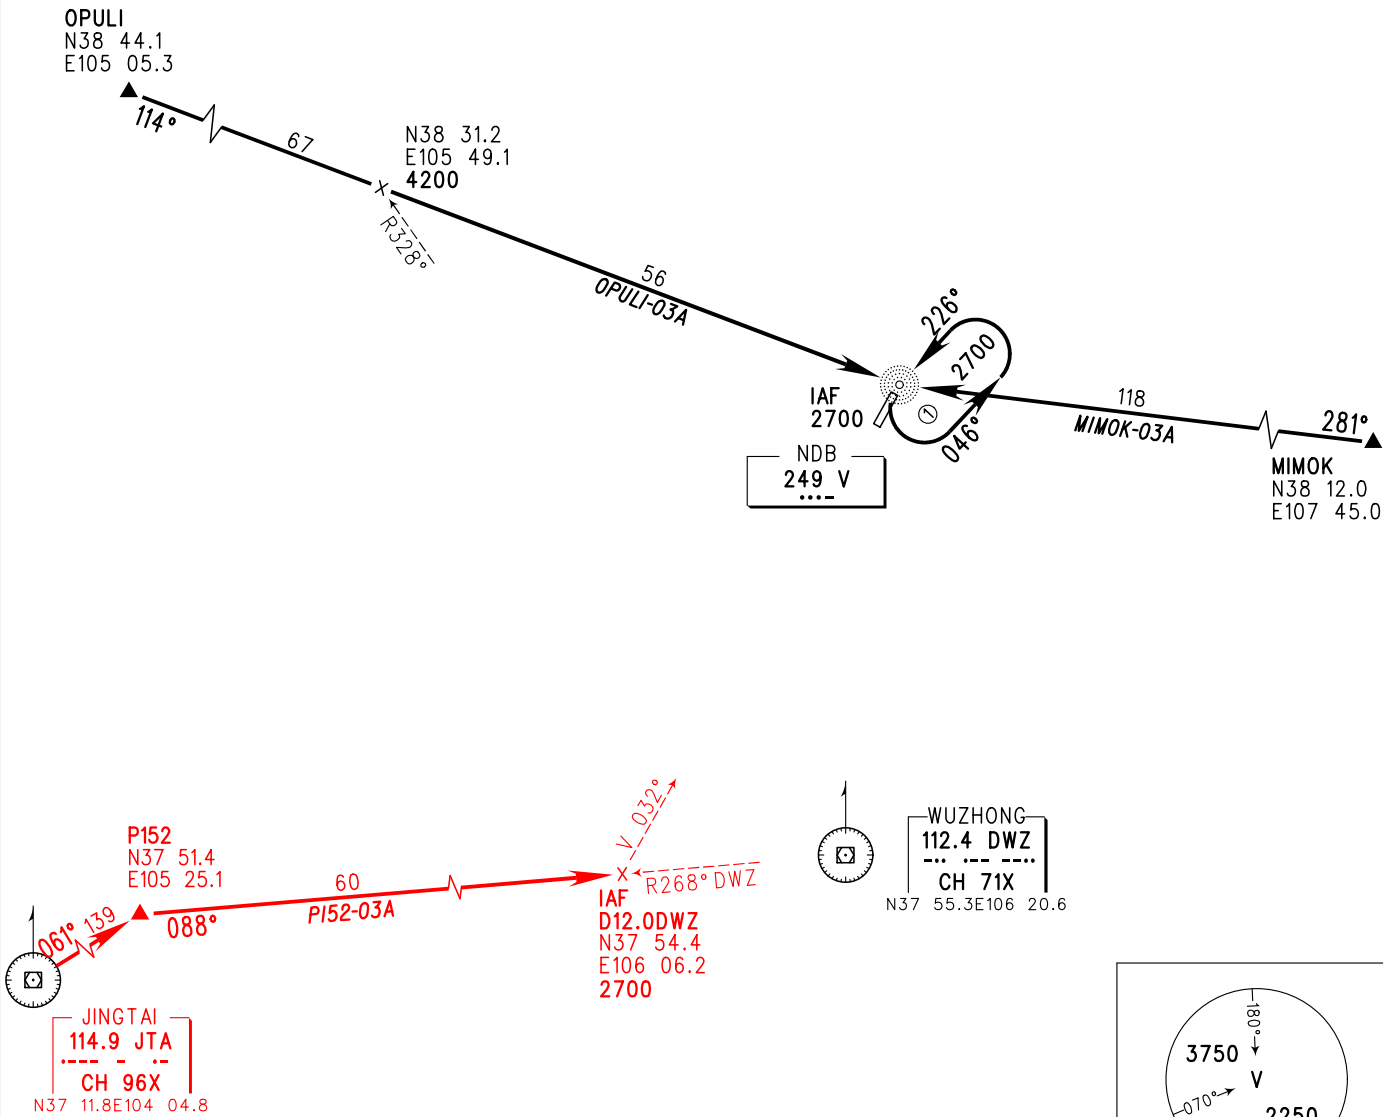 OPULI
N38 44.1
E105 05.3
114°
67
N38 31.2
E105 49.1
4200
R328°
56
OPULI-03A
226°
2700
IAF
2700
1
046°
118
MIMOK-03A
281°
NDB
249 V
MIMOK
N38 12.0
E107 45.0
P152
N37 51.4
E105 25.1
60
P152-03A
088°
061° 139
V 032°
R268° DWZ
IAF
D12.0DWZ
N37 54.4
E106 06.2
2700
WUZHONG
112.4 DWZ
CH 71X
N37 55.3E106 20.6
JINGTAI
114.9 JTA
CH 96X
N37 11.8E104 04.8
180°
3750
V
070°
2250